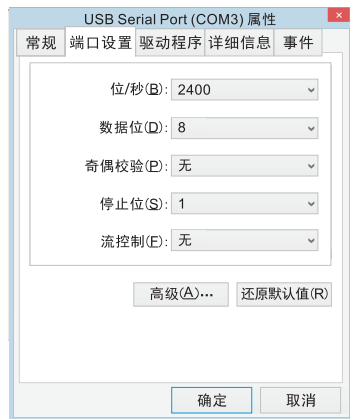 USB Serial Port (COM3) 属性
常规 端口设置 驱动程序 详细信息 事件
位/秒(B): 2400
数据位(D): 8
奇偶校验(P): 无
停止位(S): 1
流控制(F): 无
高级(A)... 还原默认值(R)
确定 取消